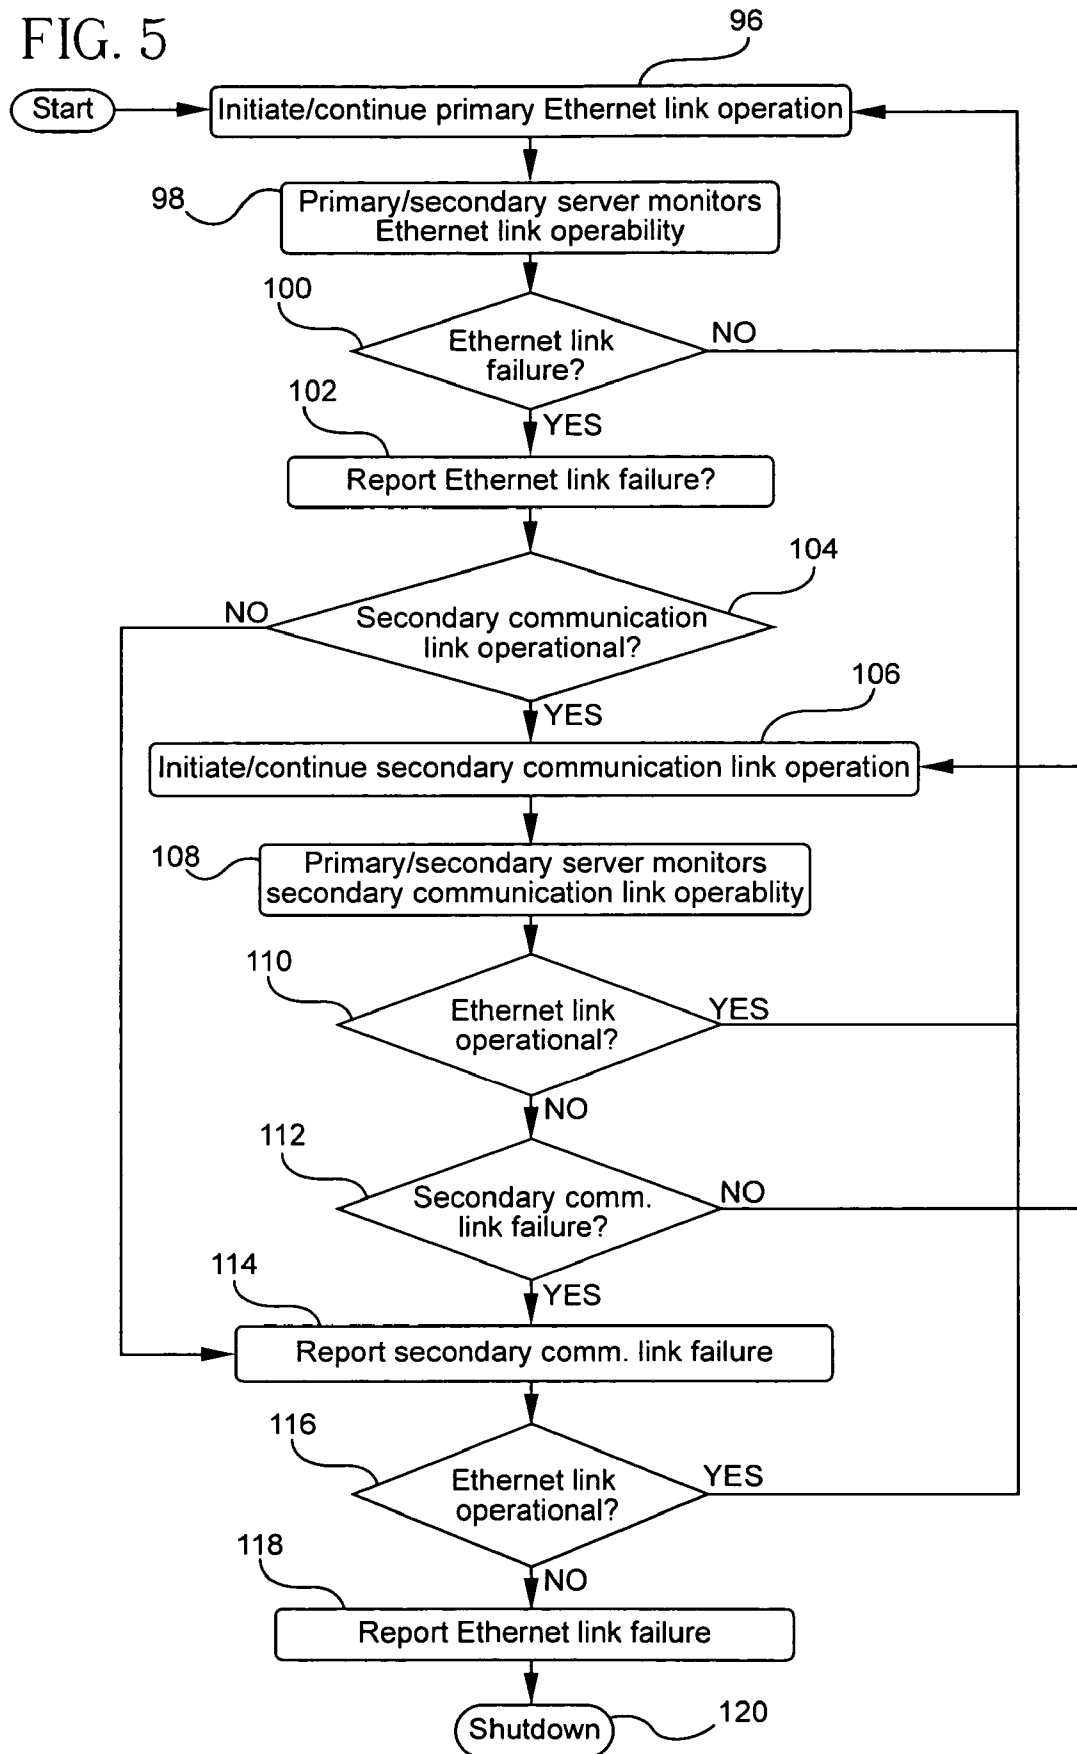 FIG. 5
96
Start
Initiate/continue primary Ethernet link operation
98
Primary/secondary server monitors
Ethernet link operability
100
Ethernet link
failure?
NO
102
YES
Report Ethernet link failure?
104
NO
Secondary communication
link operational?
YES
106
Initiate/continue secondary communication link operation
108
Primary/secondary server monitors
secondary communication link operablity
110
Ethernet link
operational?
YES
NO
112
Secondary comm.
link failure?
NO
YES
114
Report secondary comm. link failure
116
Ethernet link
operational?
YES
NO
118
Report Ethernet link failure
Shutdown
120